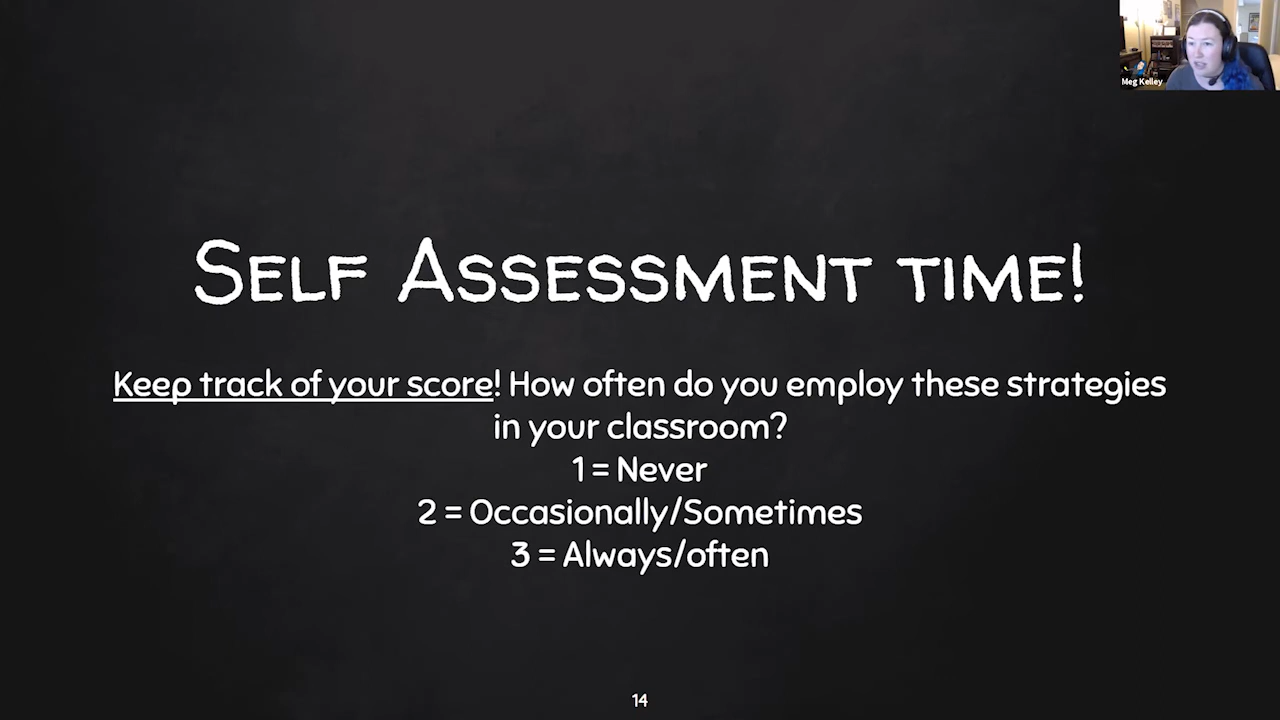 Meg Kelley
Self Assessment time!
Keep track of your score! How often do you employ these strategies
in your classroom?
1 = Never
2 = Occasionally/Sometimes
3 = Always/often
14